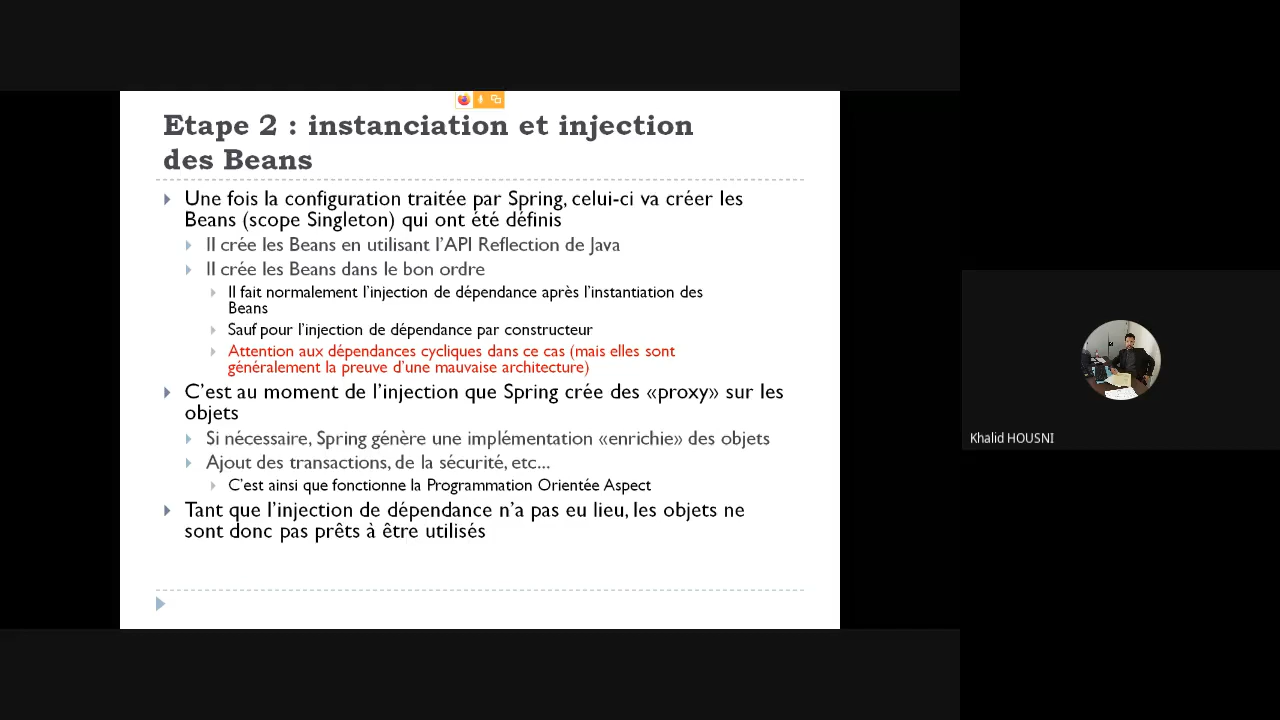 Etape 2 : instanciation et injection
des Beans
Une fois la configuration traitée par Spring, celui-ci va créer les
Beans (scope Singleton) qui ont été définis
Il crée les Beans en utilisant l’API Reflection de Java
Il crée les Beans dans le bon ordre
Il fait normalement l’injection de dépendance après l’instantiation des
Beans
Sauf pour l’injection de dépendance par constructeur
Attention aux dépendances cycliques dans ce cas (mais elles sont
généralement la preuve d’une mauvaise architecture)
C’est au moment de l’injection que Spring crée des «proxy» sur les
objets
Si nécessaire, Spring génère une implémentation «enrichie» des objets
Ajout des transactions, de la sécurité, etc...
C’est ainsi que fonctionne la Programmation Orientée Aspect
Tant que l’injection de dépendance n’a pas eu lieu, les objets ne
sont donc pas prêts à être utilisés
Khalid HOUSNI